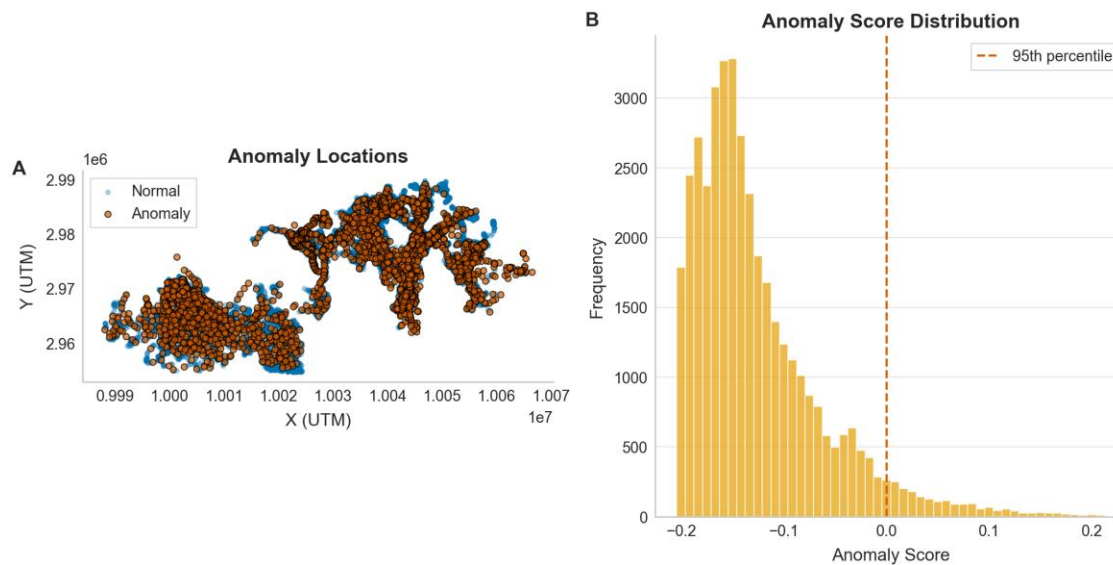 A
Anomaly Locations
1e6
Normal
Anomaly
2.99
2.98
2.97
2.96
Y (UTM)
0.999 1.000 1.001 1.002 1.003 1.004 1.005 1.006 1.007
1e7
X (UTM)
B
Anomaly Score Distribution
95th percentile
3000
2500
2000
1500
1000
500
0
Frequency
−0.2 −0.1 0.0 0.1 0.2
Anomaly Score